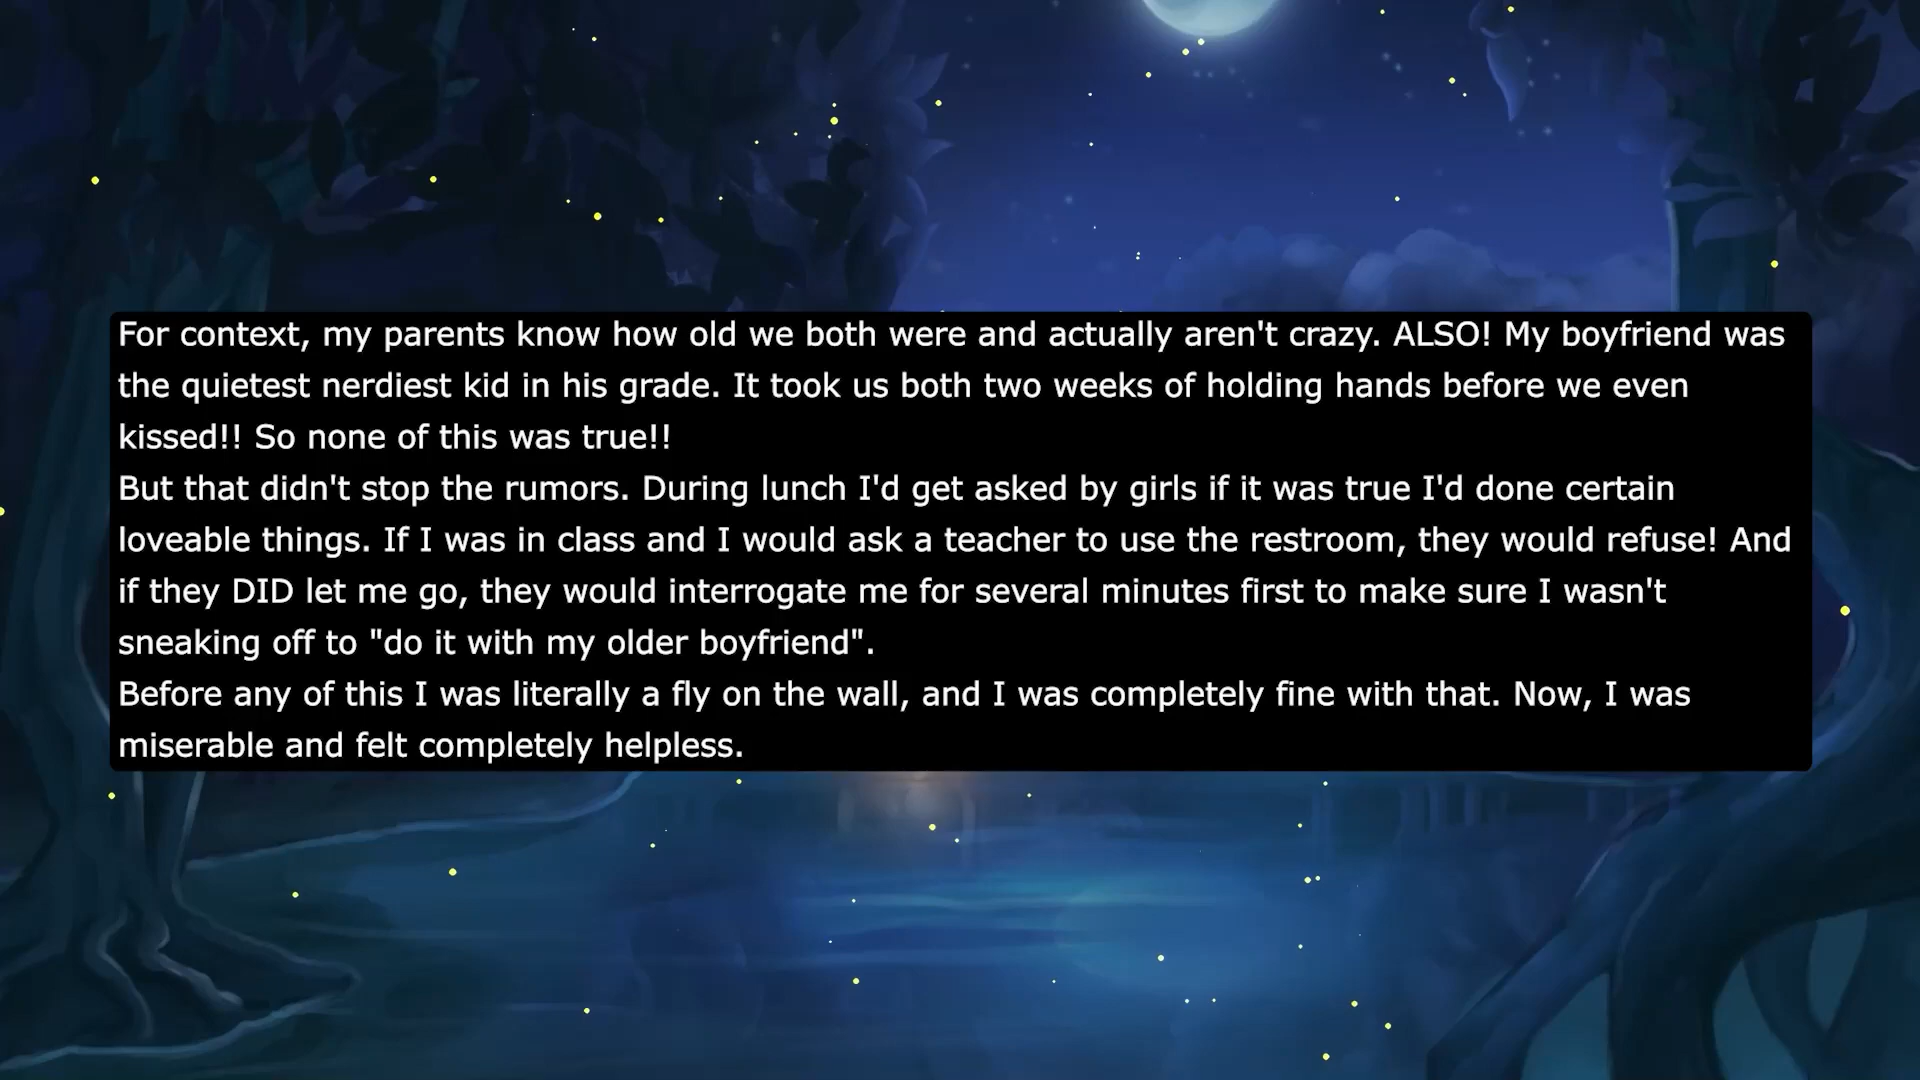 For context, my parents know how old we both were and actually aren't crazy. ALSO! My boyfriend was
the quietest nerdiest kid in his grade. It took us both two weeks of holding hands before we even
kissed!! So none of this was true!!
But that didn't stop the rumors. During lunch I'd get asked by girls if it was true I'd done certain
loveable things. If I was in class and I would ask a teacher to use the restroom, they would refuse! And
if they DID let me go, they would interrogate me for several minutes first to make sure I wasn't
sneaking off to "do it with my older boyfriend".
Before any of this I was literally a fly on the wall, and I was completely fine with that. Now, I was
miserable and felt completely helpless.